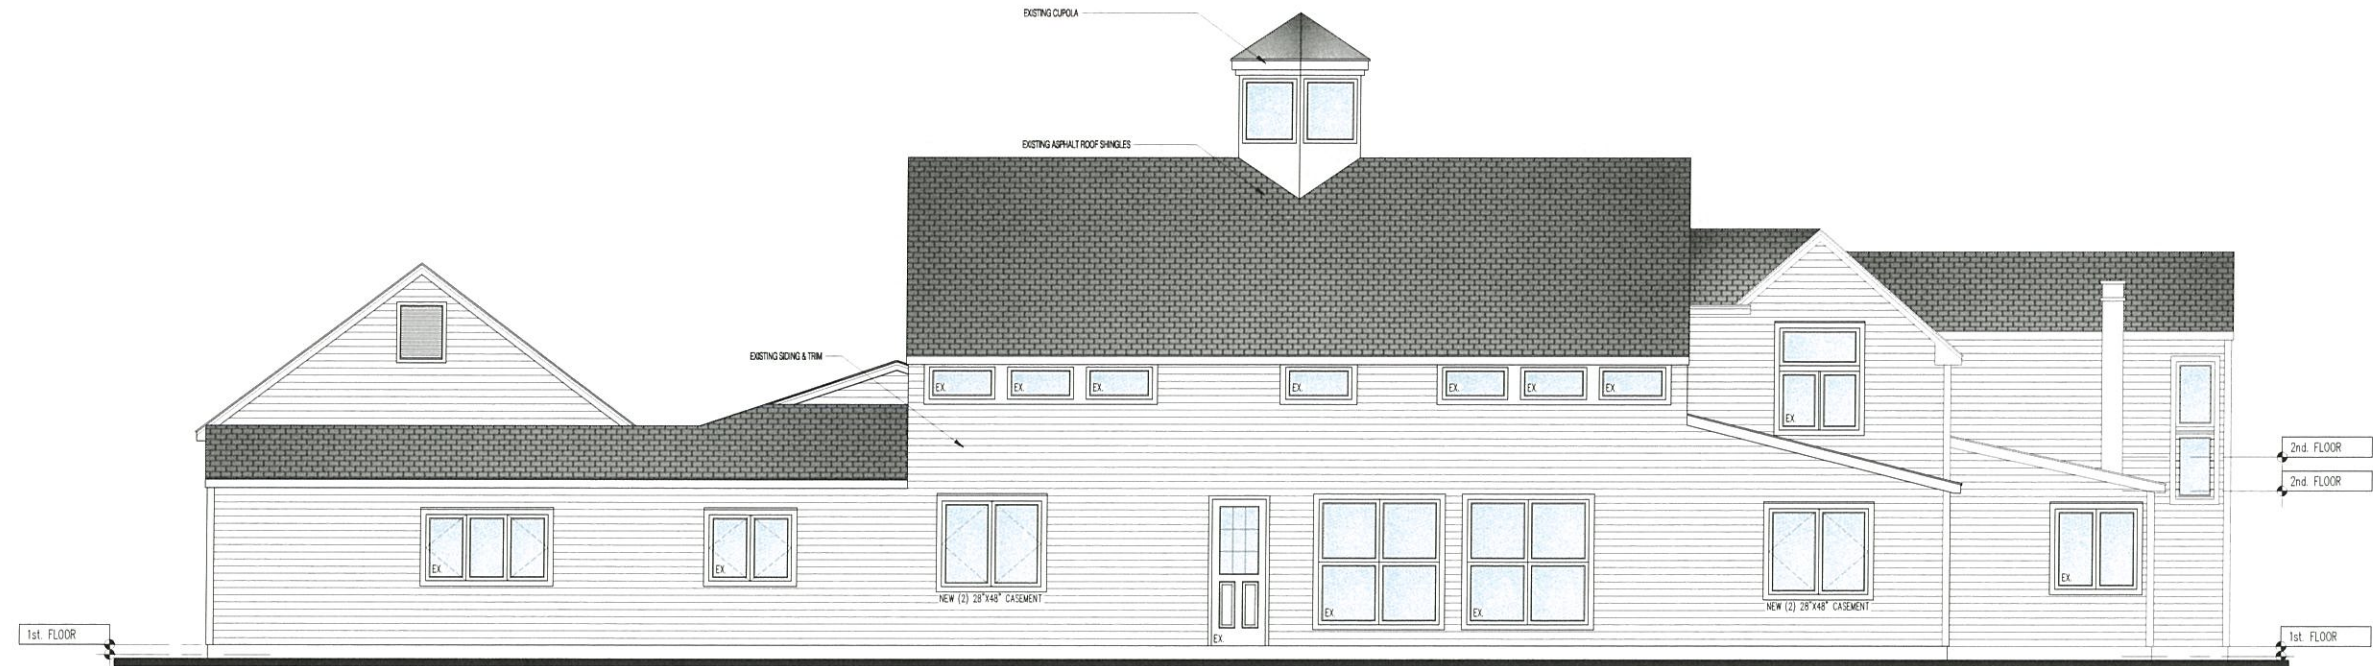 EXISTING CUPOLA
EXISTING ASPHALT ROOF SHINGLES
EXISTING SIDING & TRIM
EX.
EX.
EX.
EX.
EX.
EX.
EX.
EX.
2nd. FLOOR
2nd. FLOOR
EX.
EX.
NEW (2) 28"X48" CASEMENT
EX.
EX.
EX.
NEW (2) 28"X48" CASEMENT
EX.
1st. FLOOR
1st. FLOOR